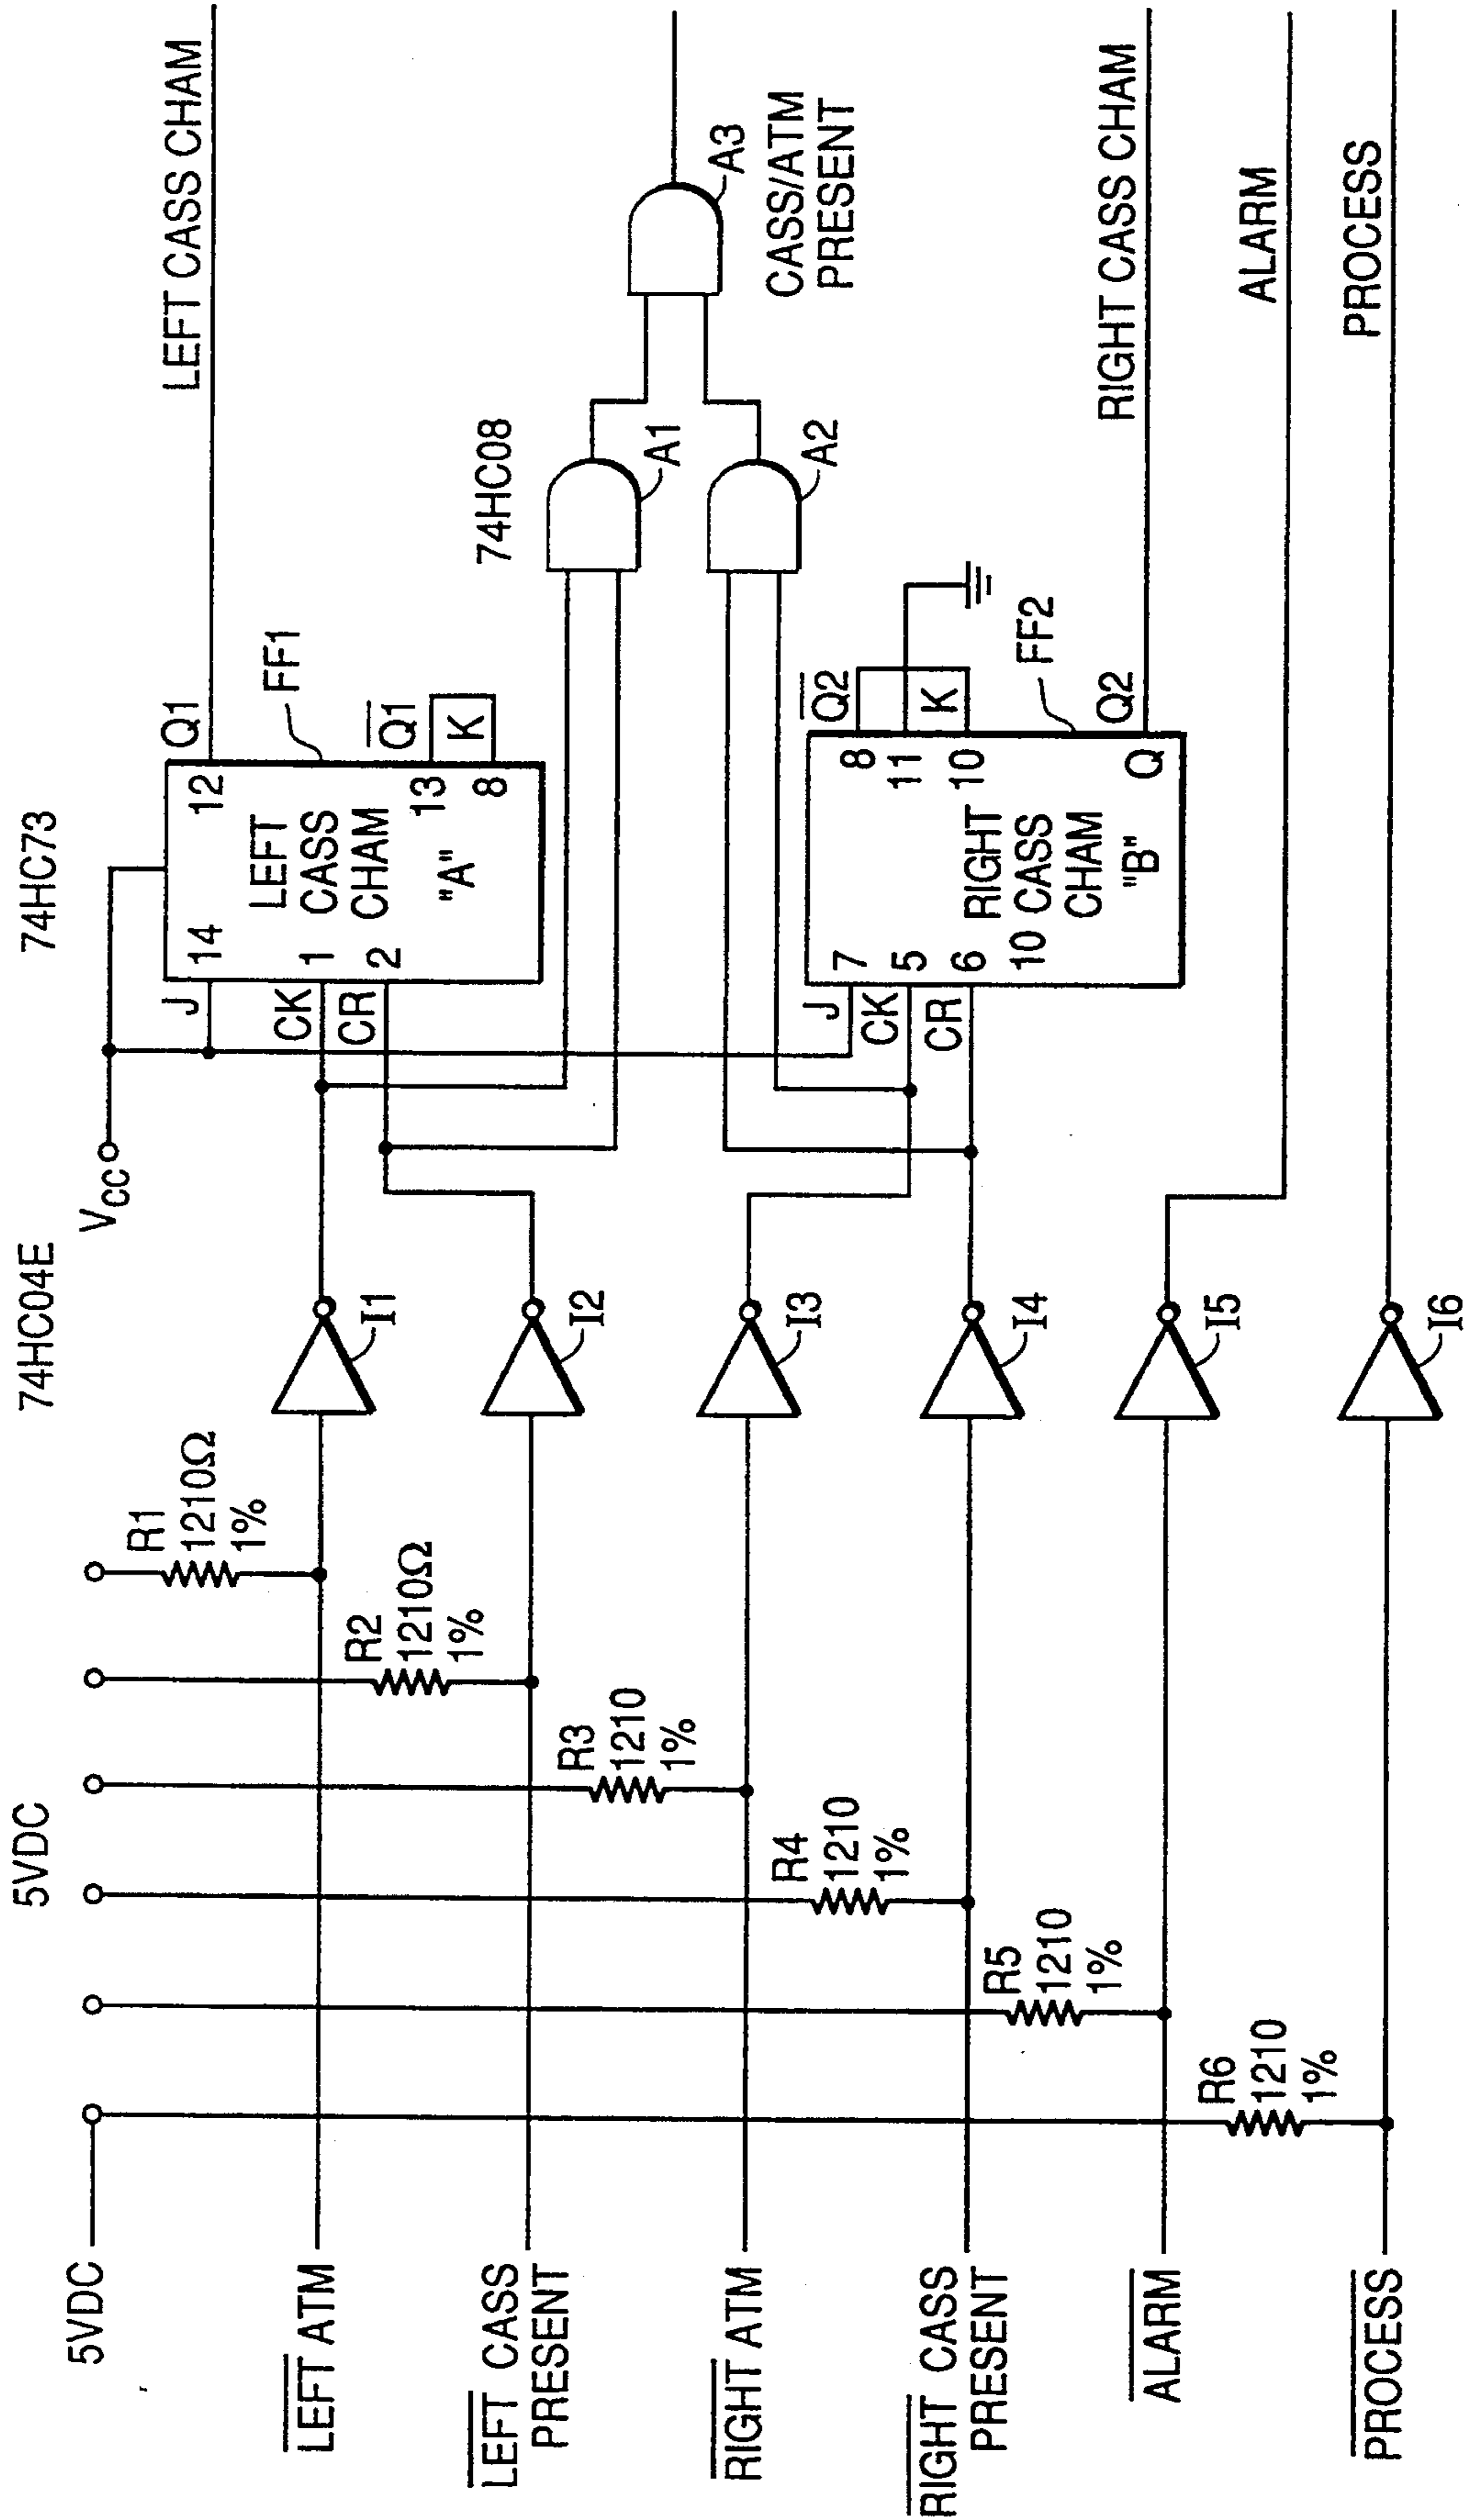 5VDC
5VDC
LEFT ATM
LEFT CASS
PRESENT
RIGHT ATM
RIGHT CASS
PRESENT
ALARM
PROCESS
R1
1210Ω
1%
R2
1210Ω
1%
R3
1210
1%
R4
1210
1%
R5
1210
1%
R6
1210
1%
74HC04E
I1
I2
I3
I4
I5
I6
VCC
74HC73
J
CK
CR
14
1
2
LEFT
CASS
CHAM
"A"
12
13
8
Q1
FF1
Q1
K
J
CK
CR
7
5
6
10
RIGHT
CASS
CHAM
"B"
8
11
10
Q
Q2
K
FF2
Q2
74HC08
A1
A2
A3
CASS/ATM
PRESENT
LEFT CASS CHAM
RIGHT CASS CHAM
ALARM
PROCESS